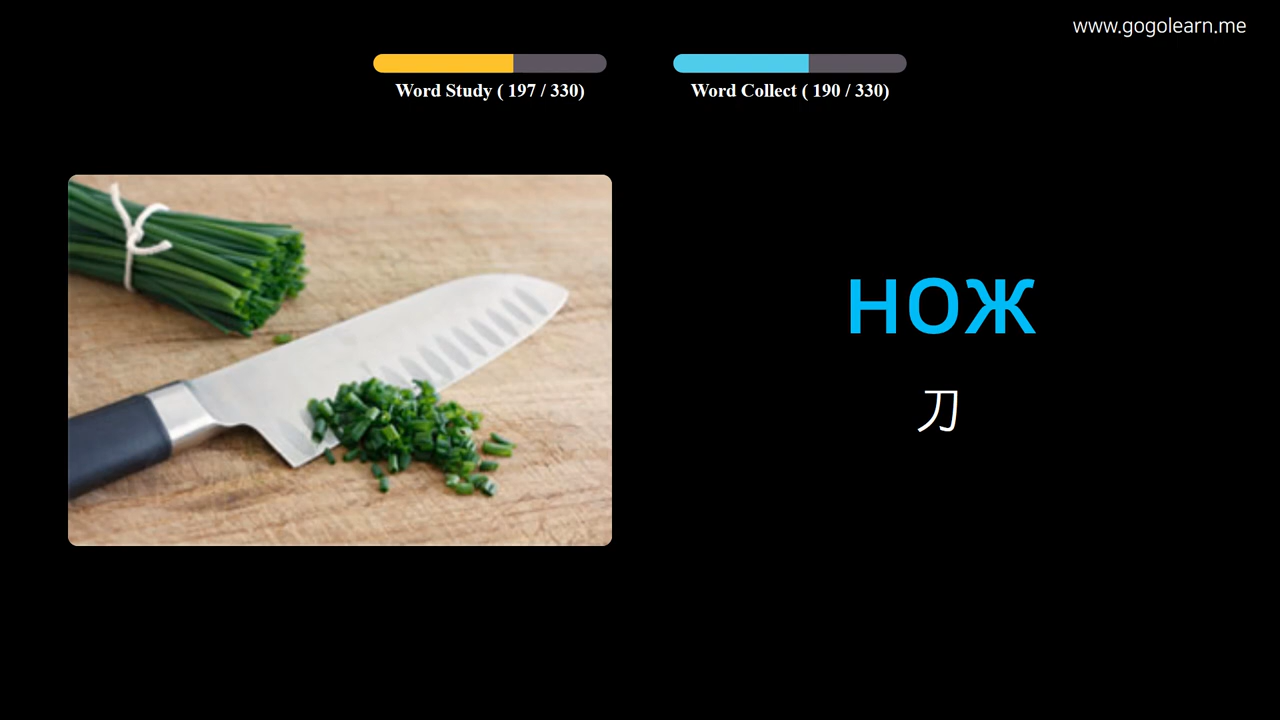 www.gogolearn.me
Word Study ( 197 / 330)
Word Collect ( 190 / 330)
нож
刀